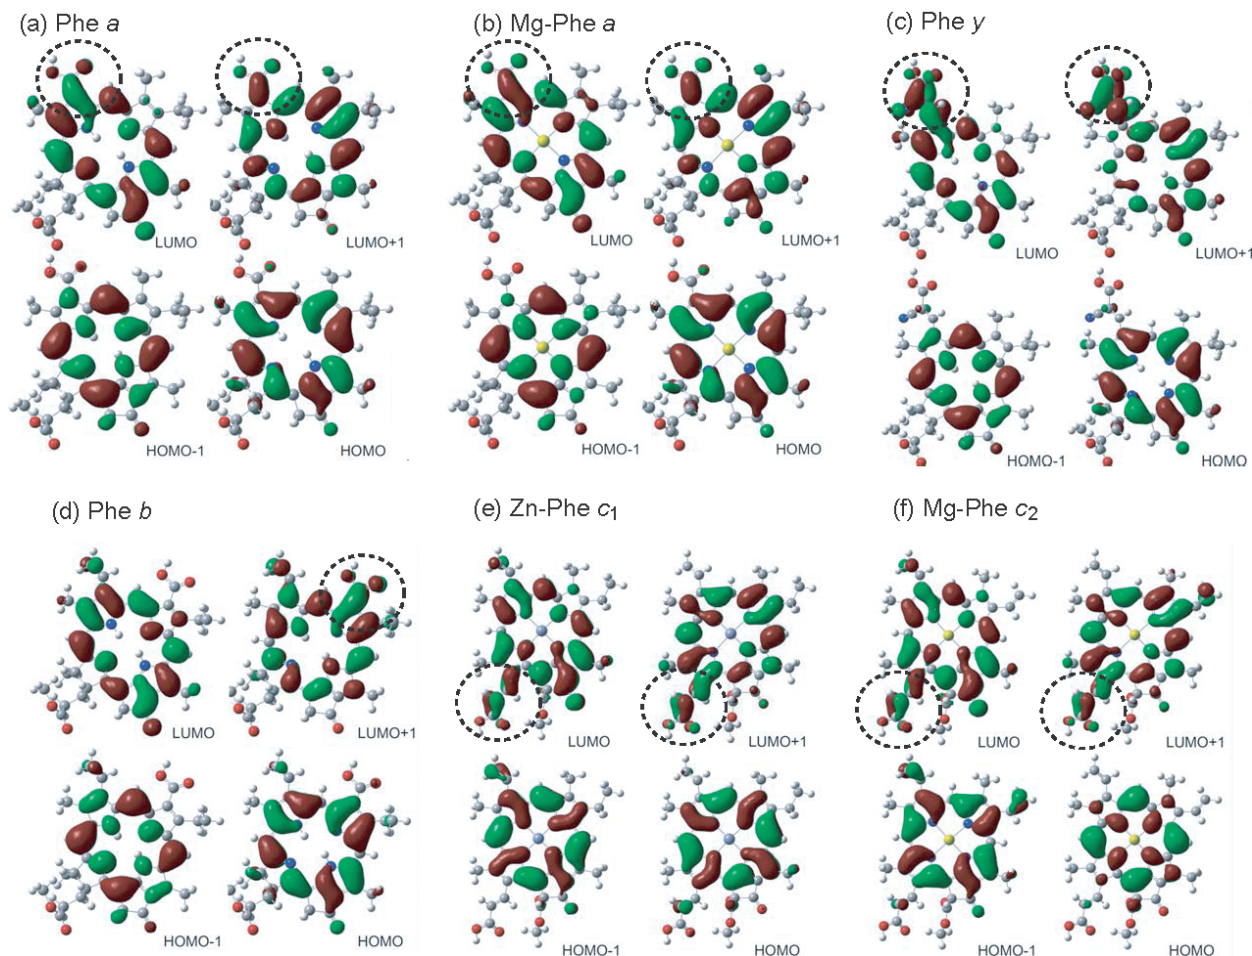 (a) Phe a
(b) Mg-Phe a
(c) Phe y
LUMO
LUMO+1
LUMO
LUMO+1
LUMO
LUMO+1
HOMO-1
HOMO
HOMO-1
HOMO
HOMO-1
HOMO
(d) Phe b
(e) Zn-Phe c1
(f) Mg-Phe c2
LUMO
LUMO+1
LUMO
LUMO+1
LUMO
LUMO+1
HOMO-1
HOMO
HOMO-1
HOMO
HOMO-1
HOMO